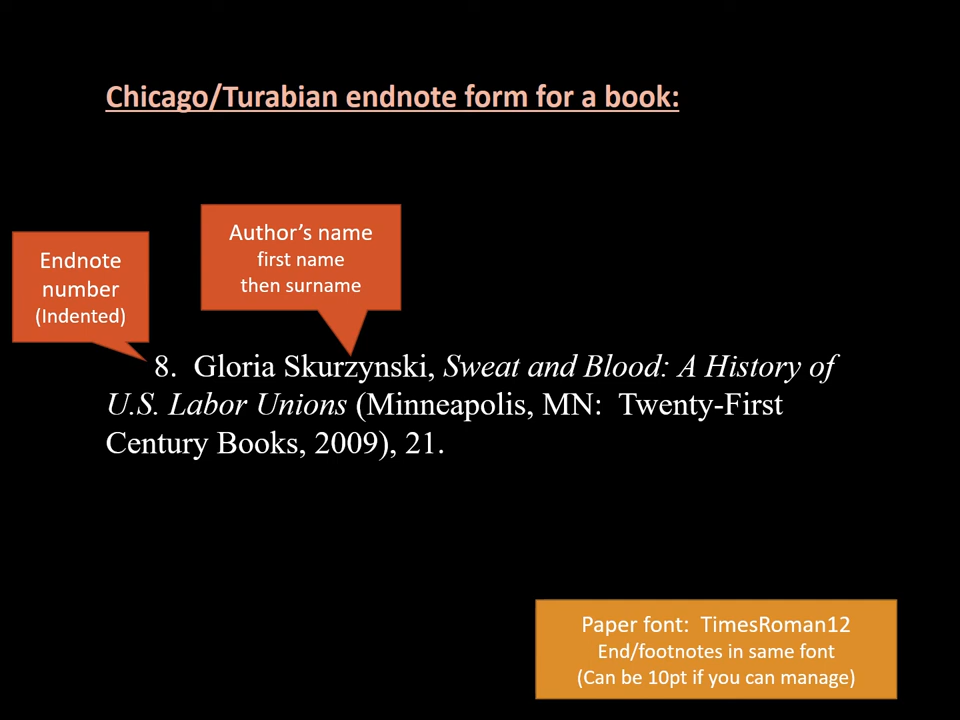 Chicago/Turabian endnote form for a book:
Author’s name
first name
then surname
Endnote
number
(Indented)
8.  Gloria Skurzynski, Sweat and Blood: A History of
U.S. Labor Unions (Minneapolis, MN:  Twenty-First
Century Books, 2009), 21.
Paper font:  TimesRoman12
End/footnotes in same font
(Can be 10pt if you can manage)